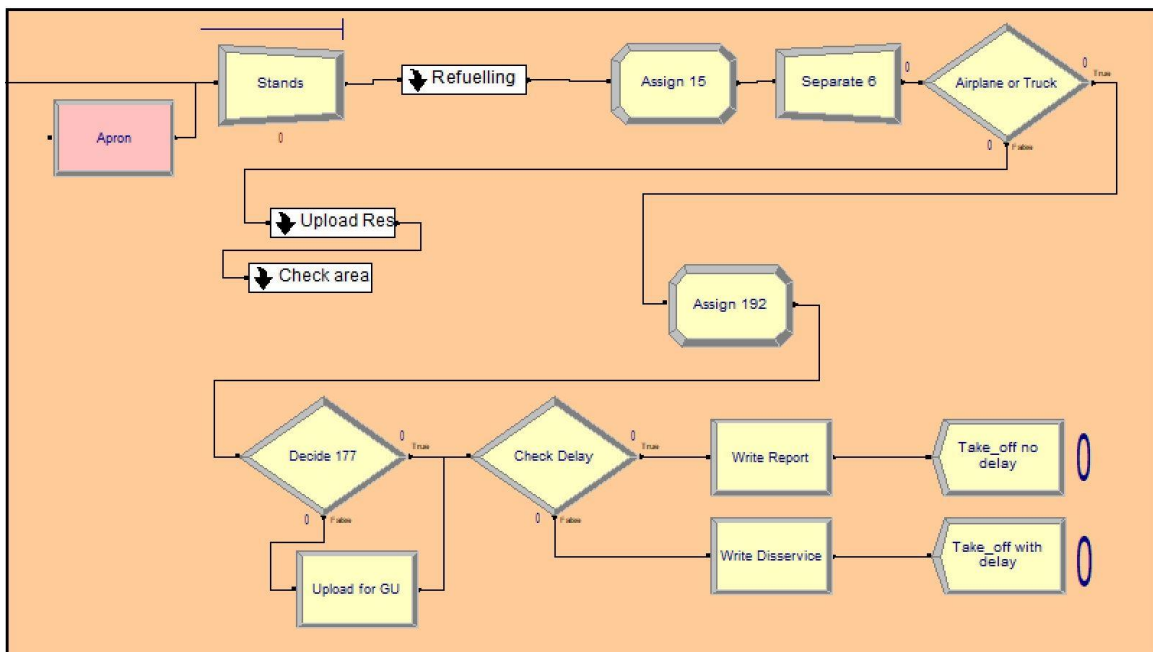 Stands
Refuelling
Assign 15
Separate 6
0
Airplane or Truck
0
True
Apron
0
0
False
Upload Res
Check area
Assign 192
Decide 177
0
True
Check Delay
0
True
Write Report
Take_off no
delay
0
0
False
0
False
Upload for GU
Write Disservice
Take_off with
delay
0